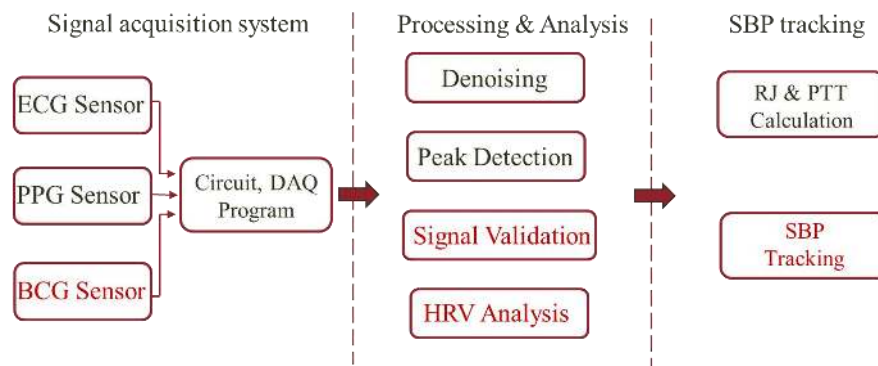 Signal acquisition system
Processing & Analysis
SBP tracking
ECG Sensor
PPG Sensor
BCG Sensor
Circuit, DAQ
Program
Denoising
Peak Detection
Signal Validation
HRV Analysis
RJ & PTT
Calculation
SBP
Tracking